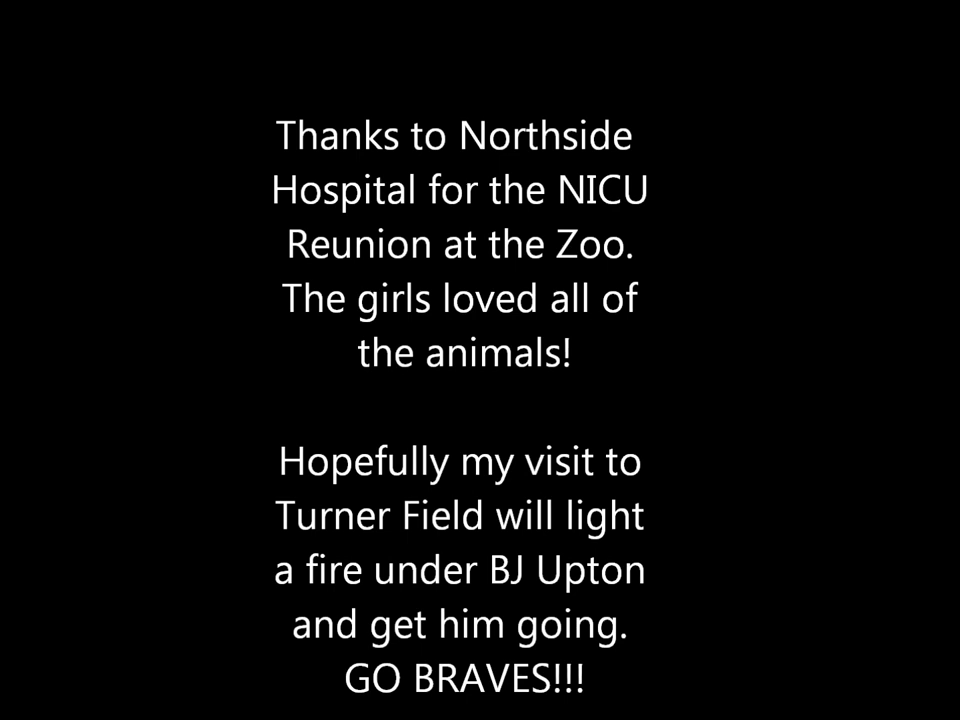 Thanks to Northside
Hospital for the NICU
Reunion at the Zoo.
The girls loved all of
the animals!
Hopefully my visit to
Turner Field will light
a fire under BJ Upton
and get him going.
GO BRAVES!!!